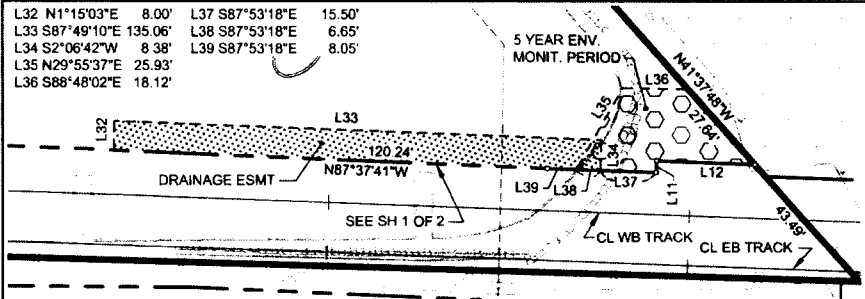 L32 N1°15'03"E 8.00' L37 S87°53'18"E 15.50'
L33 S87°49'10"E 135.06' L38 S87°53'18"E 6.65'
L34 S2°06'42"W 8.38' L39 S87°53'18"E 8.05'
L35 N29°55'37"E 25.93'
L36 S88°48'02"E 18.12'
5 YEAR ENV.
MONIT. PERIOD
L36
N41°37'48"W
27.64'
L35
L33
L32
L34
120.24'
N87°37'41"W
DRAINAGE ESMT
L39
L38
L37
L11
L12
SEE SH 1 OF 2
CL WB TRACK
43.49'
CL EB TRACK